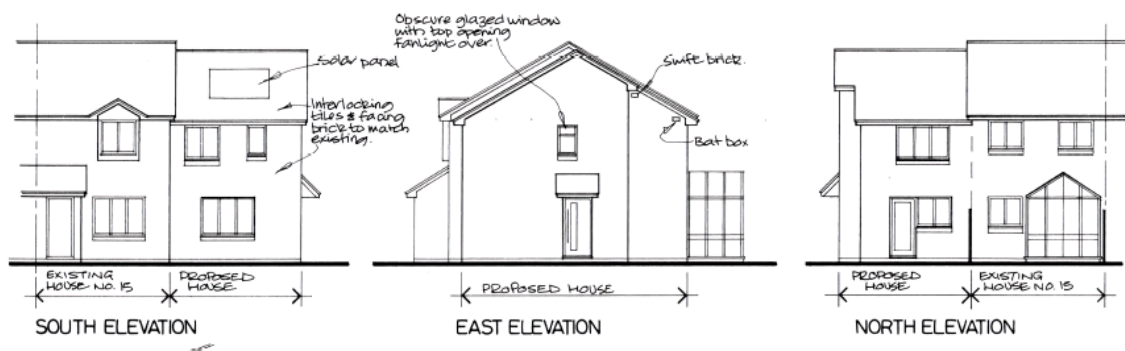 Obscure glazed window
with top opening
fanlight over.
Solar panel
Swift brick.
Interlocking
tiles & facing
brick to match
existing.
Bat box
EXISTING
HOUSE NO. 15
PROPOSED
HOUSE
PROPOSED HOUSE
PROPOSED
HOUSE
EXISTING
HOUSE NO. 15
SOUTH ELEVATION
EAST ELEVATION
NORTH ELEVATION